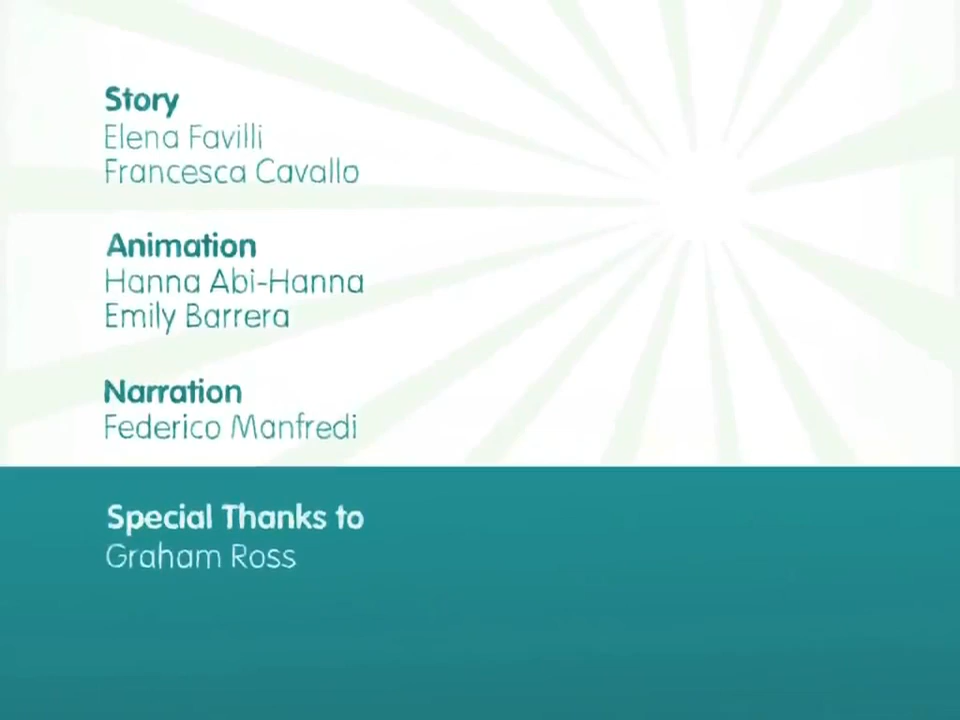 Story
Elena Favilli
Francesca Cavallo
Animation
Hanna Abi-Hanna
Emily Barrera
Narration
Federico Manfredi
Special Thanks to
Graham Ross